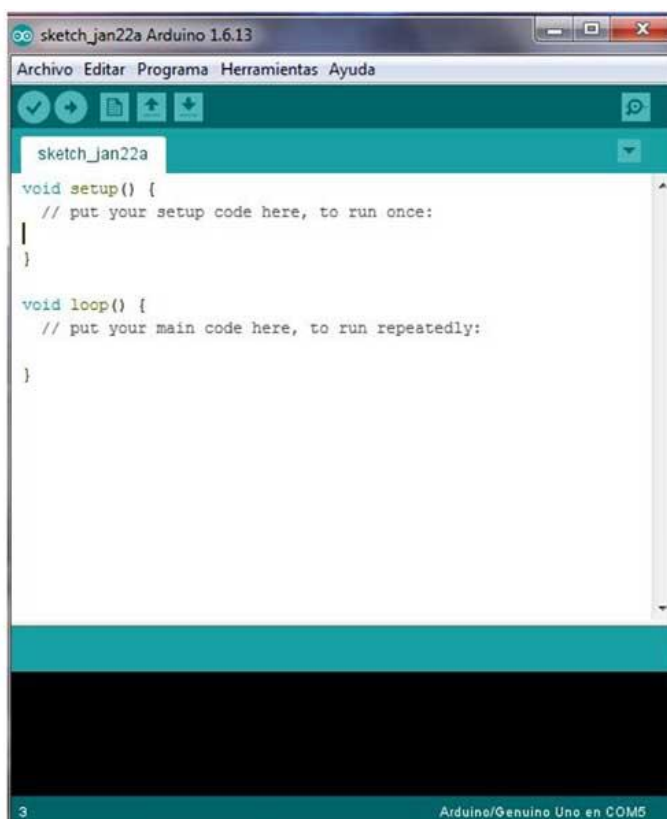 sketch_jan22a Arduino 1.6.13
Archivo Editar Programa Herramientas Ayuda
sketch_jan22a
void setup() {
  // put your setup code here, to run once:
}
void loop() {
  // put your main code here, to run repeatedly:
}
3 Arduino/Genuino Uno en COM5